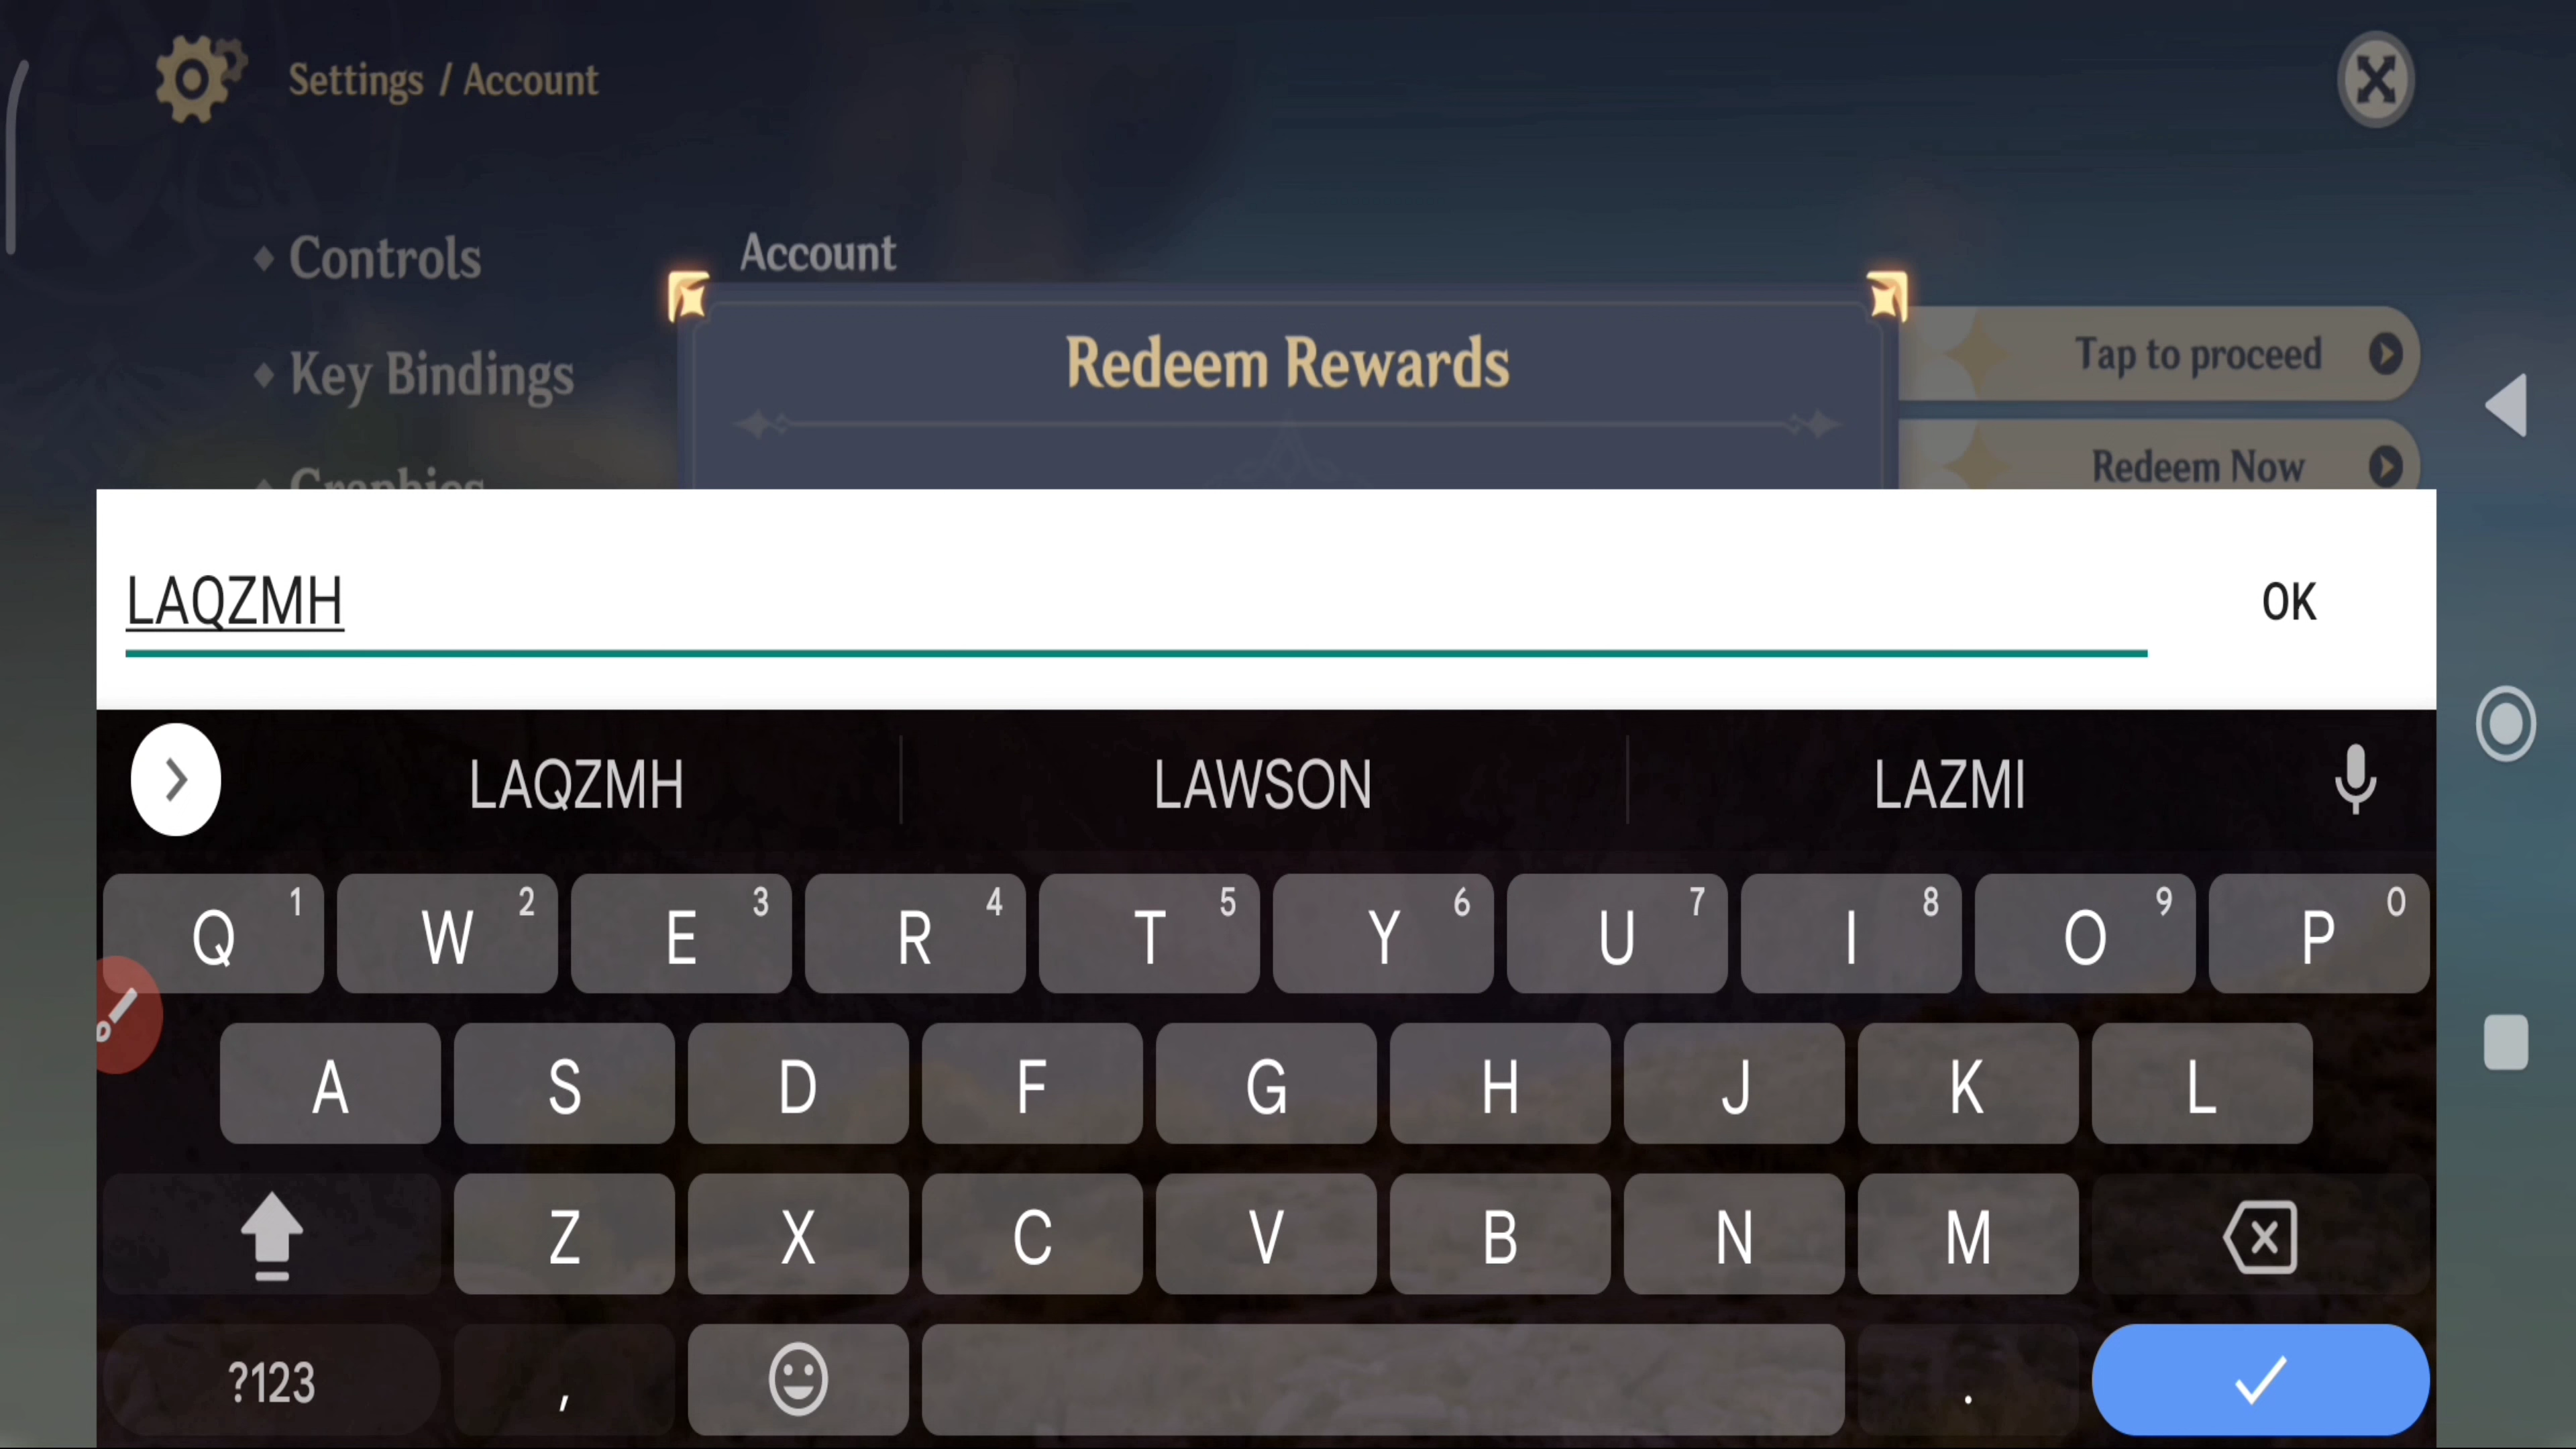 Settings / Account
Controls
Account
Key Bindings
Redeem Rewards
Tap to proceed
Graphics
Redeem Now
LAQZMH
OK
LAQZMH LAWSON LAZMI
Q 1 W 2 E 3 R 4 T 5 Y 6 U 7 I 8 O 9 P 0
A S D F G H J K L
Z X C V B N M
?123 , .